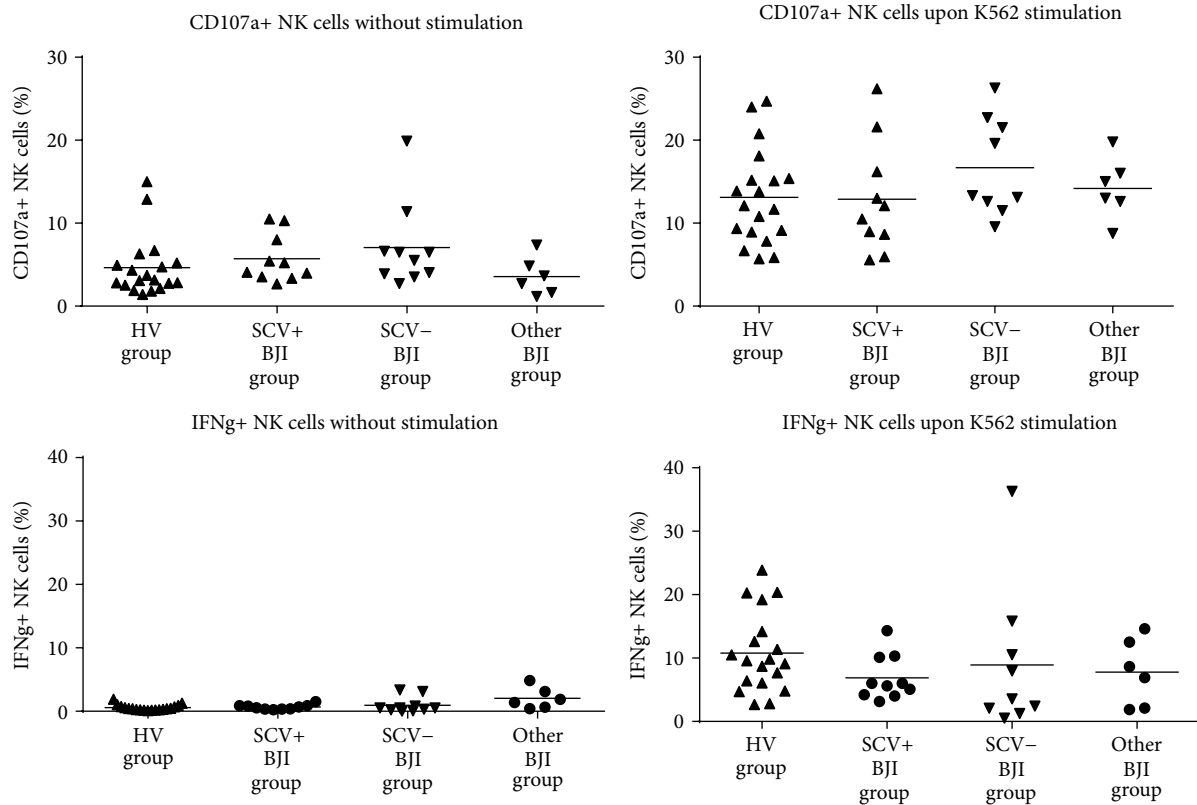 CD107a+ NK cells without stimulation
CD107a+ NK cells (%)
30
20
10
0
HV
group
SCV+
BJI
group
SCV−
BJI
group
Other
BJI
group
CD107a+ NK cells upon K562 stimulation
CD107a+ NK cells (%)
30
20
10
0
HV
group
SCV+
BJI
group
SCV−
BJI
group
Other
BJI
group
IFNg+ NK cells without stimulation
IFNg+ NK cells (%)
40
30
20
10
0
HV
group
SCV+
BJI
group
SCV−
BJI
group
Other
BJI
group
IFNg+ NK cells upon K562 stimulation
IFNg+ NK cells (%)
40
30
20
10
0
HV
group
SCV+
BJI
group
SCV−
BJI
group
Other
BJI
group